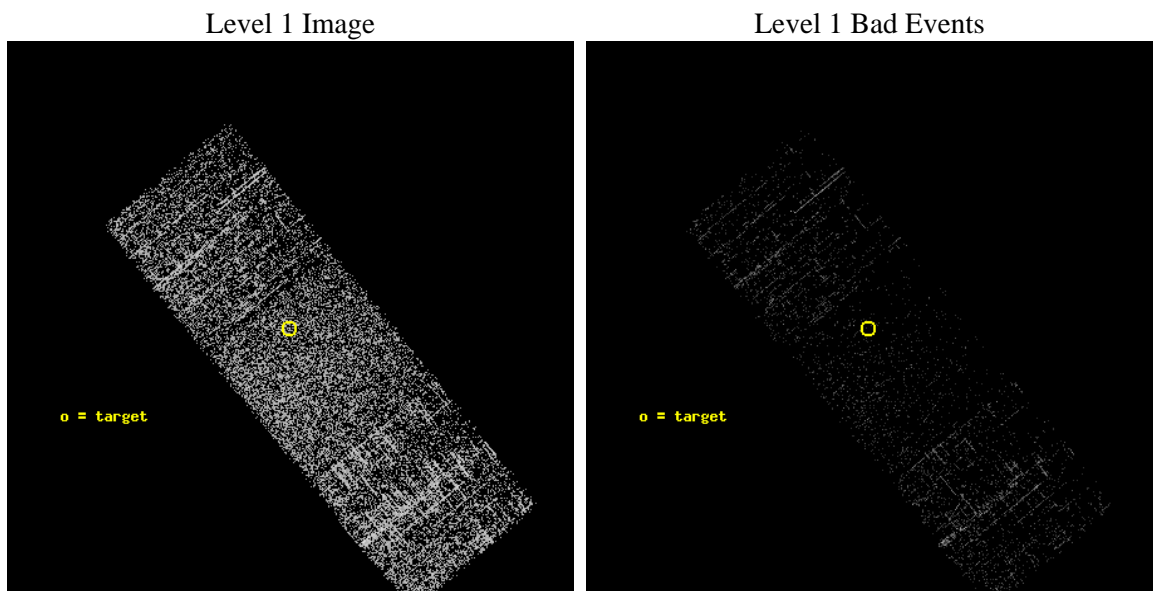 Level 1 Image
Level 1 Bad Events
o = target
o = target